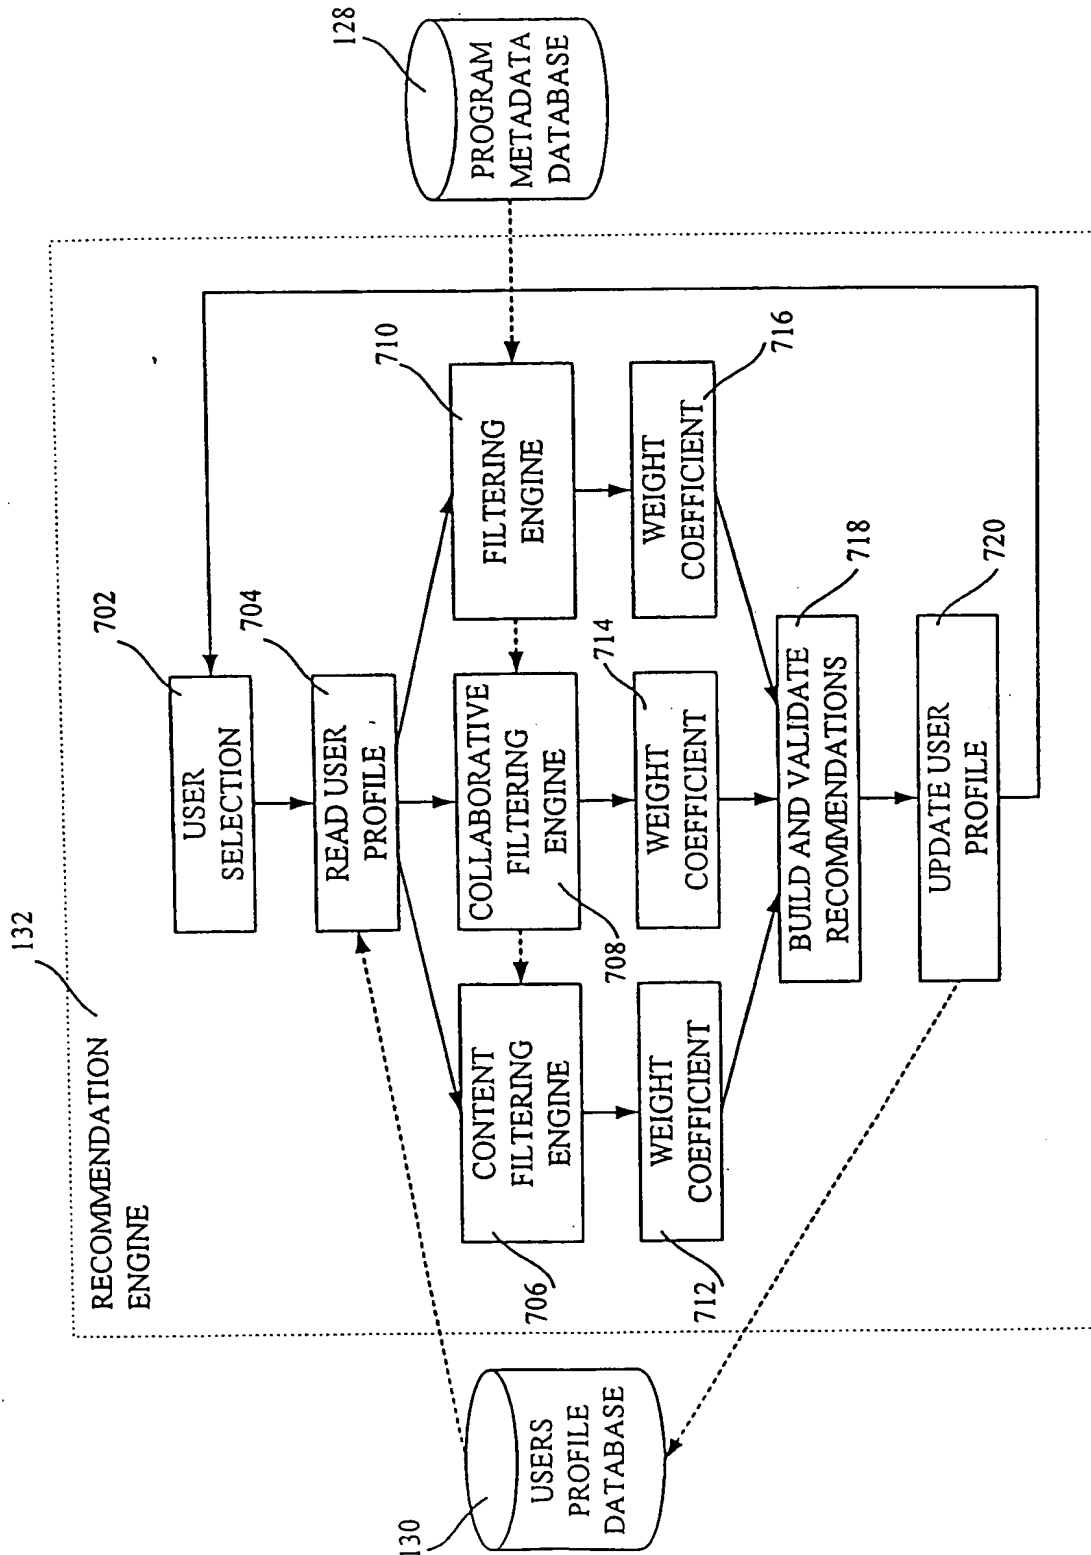 132
RECOMMENDATION
ENGINE
702
USER
SELECTION
704
READ USER
PROFILE
706
CONTENT
FILTERING
ENGINE
708
COLLABORATIVE
FILTERING
ENGINE
710
FILTERING
ENGINE
712
WEIGHT
COEFFICIENT
714
WEIGHT
COEFFICIENT
716
WEIGHT
COEFFICIENT
718
BUILD AND VALIDATE
RECOMMENDATIONS
720
UPDATE USER
PROFILE
130
USERS
PROFILE
DATABASE
128
PROGRAM
METADATA
DATABASE